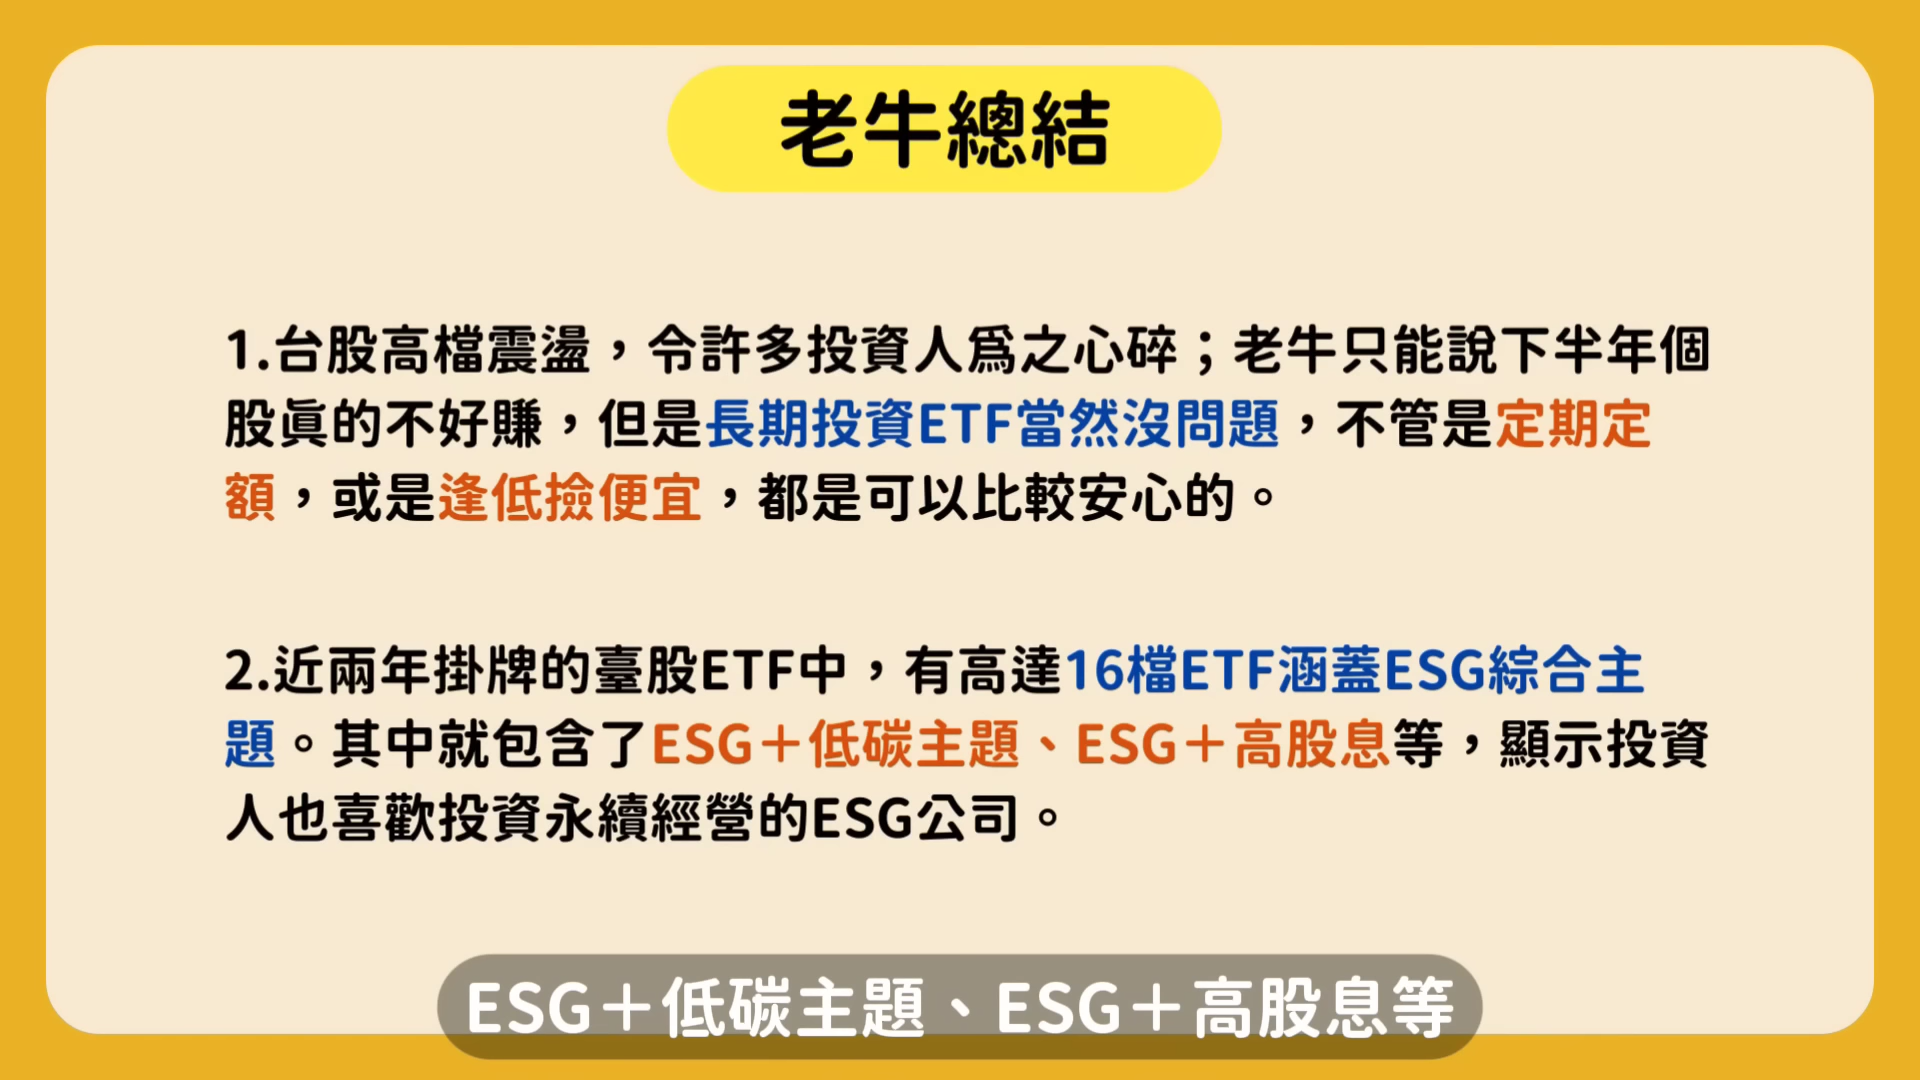 老牛總結
1.台股高檔震盪，令許多投資人為之心碎；老牛只能說下半年個
股真的不好賺，但是長期投資ETF當然沒問題，不管是定期定
額，或是逢低撿便宜，都是可以比較安心的。
2.近兩年掛牌的臺股ETF中，有高達16檔ETF涵蓋ESG綜合主
題。其中就包含了ESG＋低碳主題、ESG＋高股息等，顯示投資
人也喜歡投資永續經營的ESG公司。
ESG＋低碳主題、ESG＋高股息等